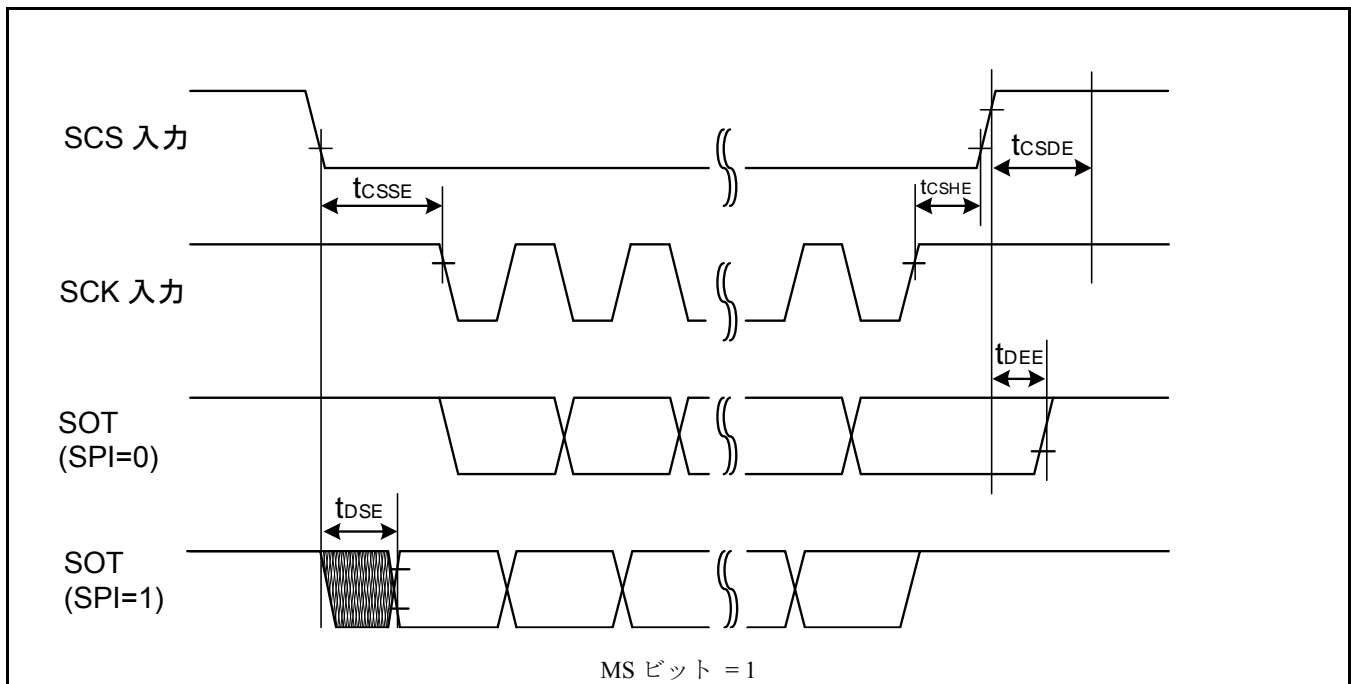 SCS 入力
tCSDE
tCSSE
tCSHE
SCK 入力
tDEE
SOT
(SPI=0)
tDSE
SOT
(SPI=1)
MS ビット = 1